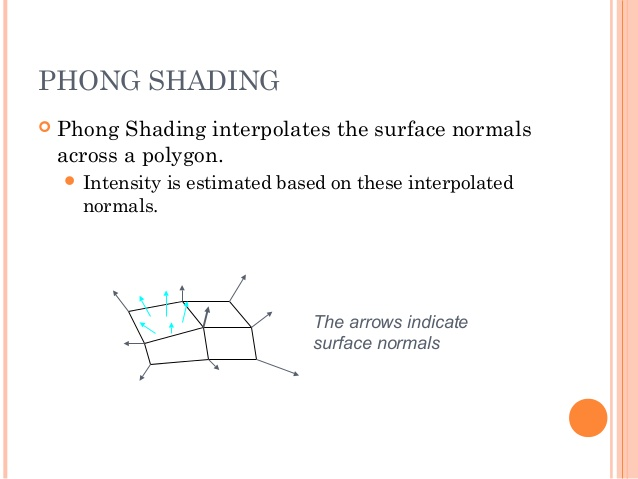 PHONG SHADING
Phong Shading interpolates the surface normals
across a polygon.
Intensity is estimated based on these interpolated
normals.
The arrows indicate
surface normals